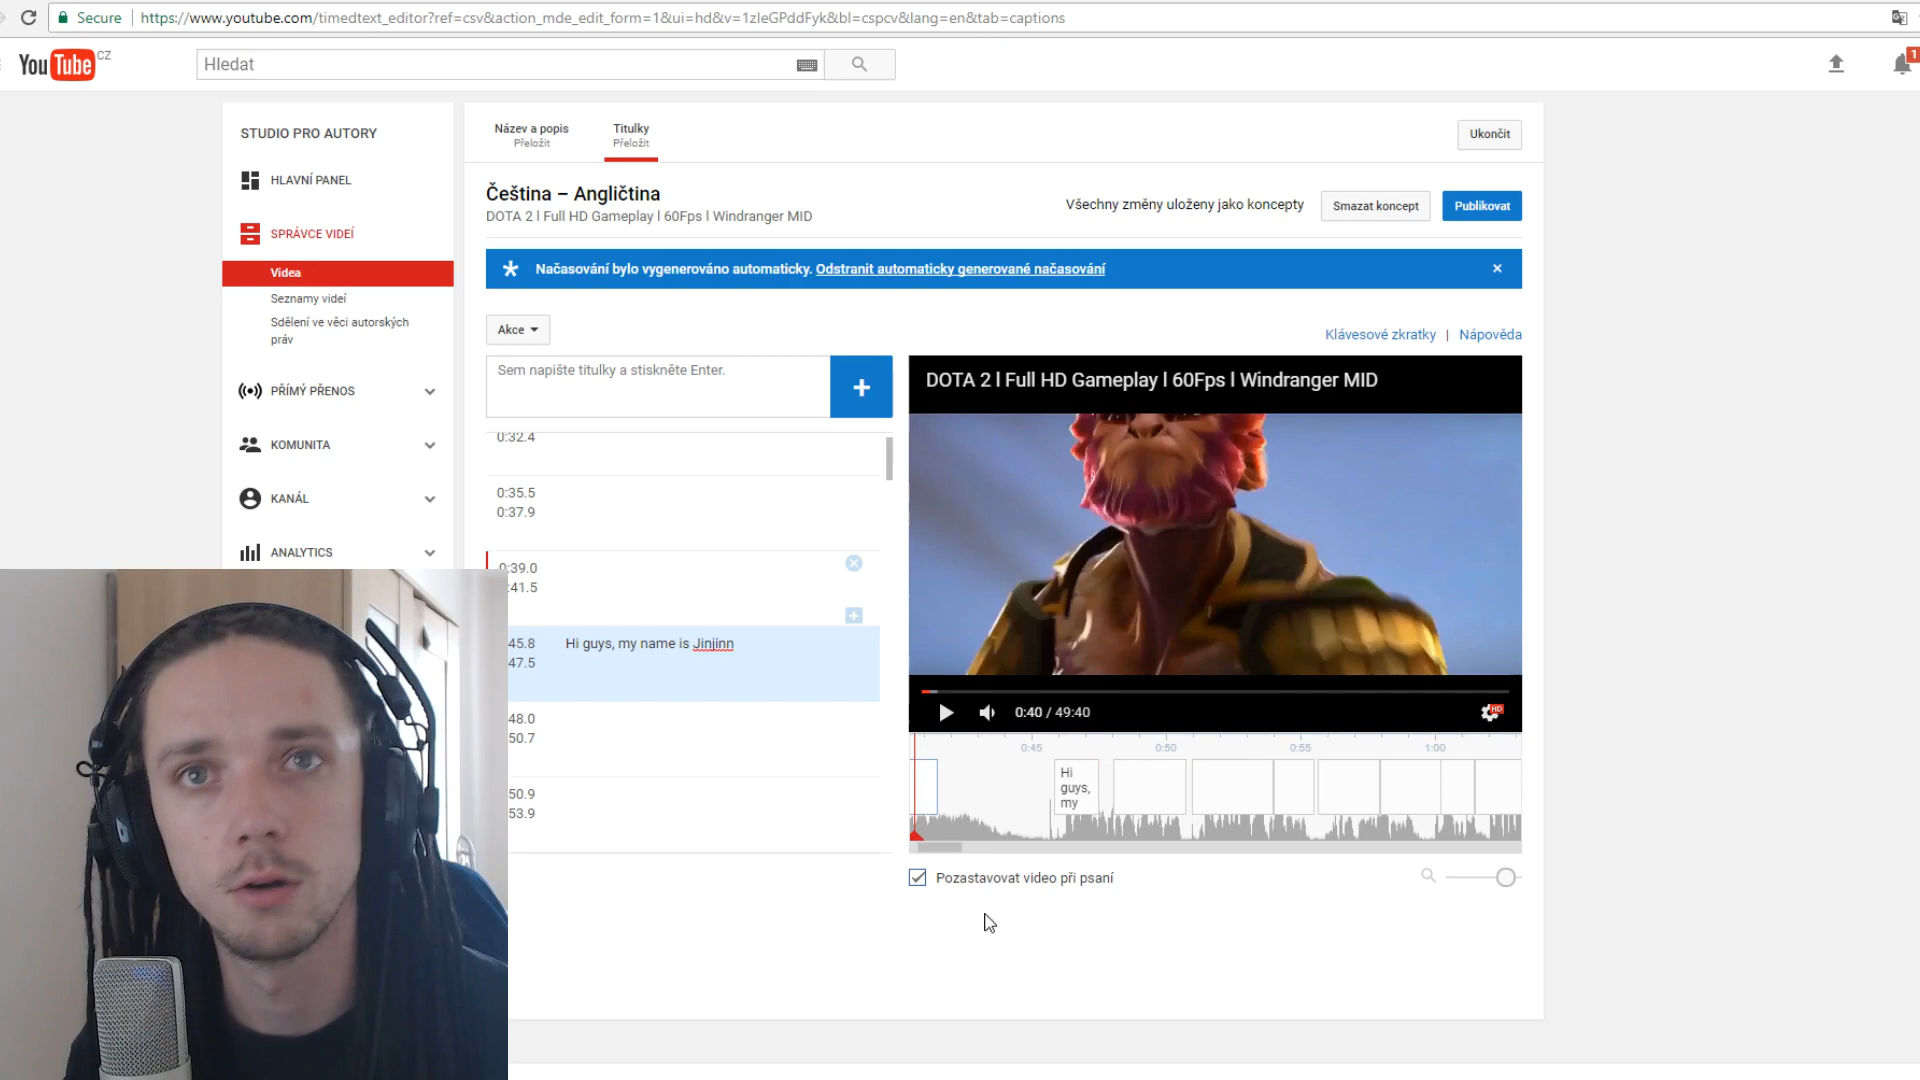 Secure https://www.youtube.com/timedtext_editor?ref=csv&action_mde_edit_form=1&ui=hd&v=1zleGPddFyk&bl=cspcv&lang=en&tab=captions
YouTube CZ
Hledat
1
STUDIO PRO AUTORY
HLAVNÍ PANEL
SPRÁVCE VIDEÍ
Videa
Seznamy videí
Sdělení ve věci autorských
práv
PŘÍMÝ PŘENOS
KOMUNITA
KANÁL
ANALYTICS
Název a popis
Přeložit
Titulky
Přeložit
Ukončit
Čeština – Angličtina
DOTA 2 l Full HD Gameplay l 60Fps l Windranger MID
Všechny změny uloženy jako koncepty
Smazat koncept
Publikovat
Načasování bylo vygenerováno automaticky. Odstranit automaticky generované načasování
Akce
Klávesové zkratky | Nápověda
Sem napište titulky a stiskněte Enter.
+
0:32.4
0:35.5
0:37.9
0:39.0
:41.5
45.8 Hi guys, my name is Jinjinn
47.5
48.0
50.7
50.9
53.9
DOTA 2 l Full HD Gameplay l 60Fps l Windranger MID
0:40 / 49:40
HD
0:45 0:50 0:55 1:00
Hi
guys,
my
Pozastavovat video při psaní